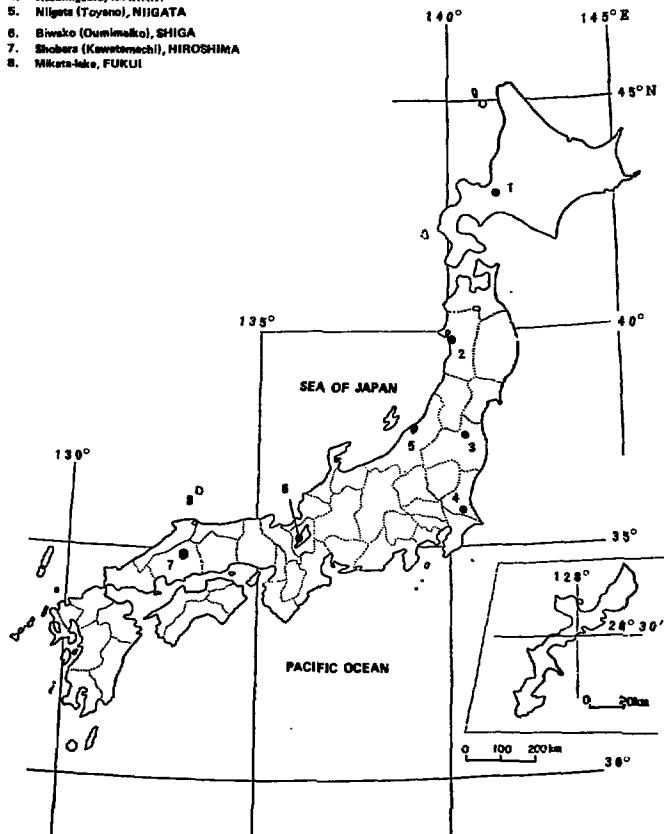 5. Niigata (Toyano), NIIGATA
6. Biwako (Oumimaiko), SHIGA
7. Shobara (Kawatemachi), HIROSHIMA
8. Mikata-lake, FUKUI
140° 145°E
45°N
1
135° 40°
2
SEA OF JAPAN
5 3
130°
8 6
4
35°
7
128°
26°30'
PACIFIC OCEAN
0 20km
0 100 200km
30°